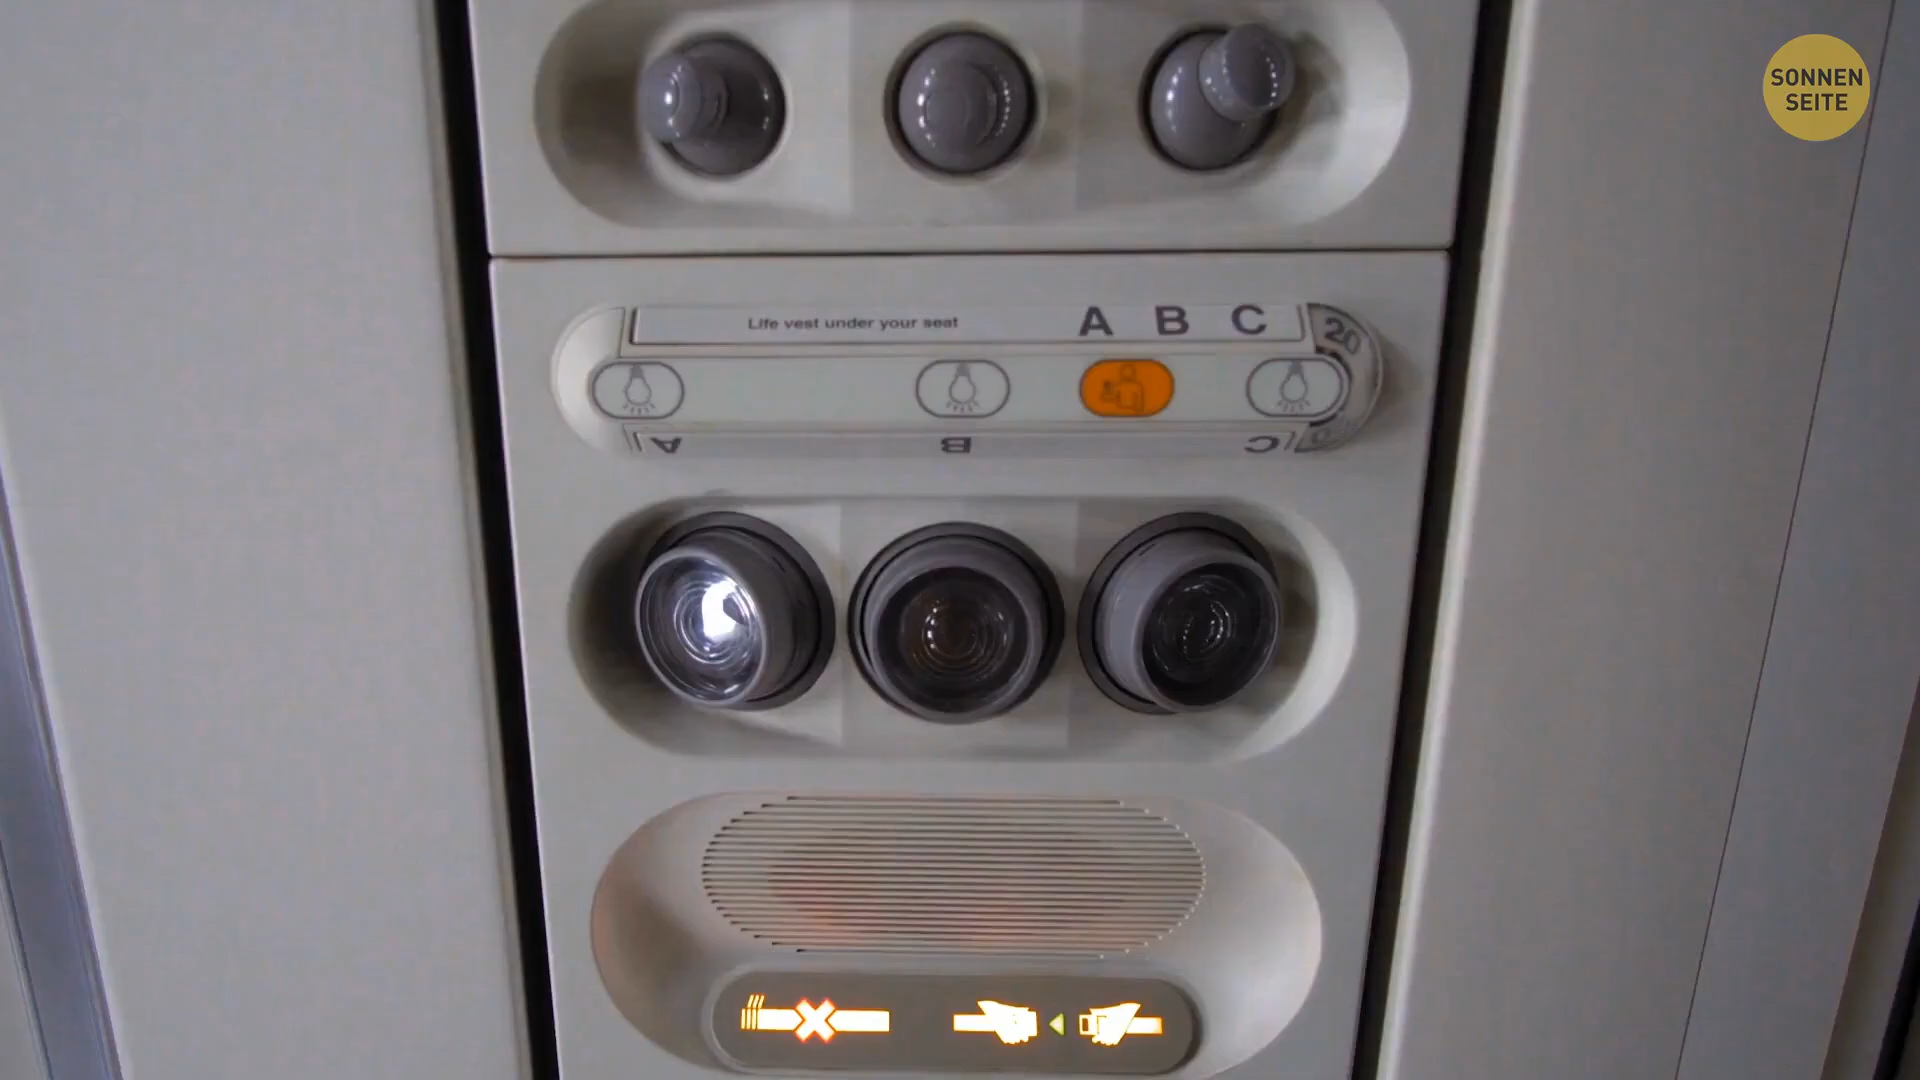 SONNEN
SEITE
Life vest under your seat
A B C
20
A B C